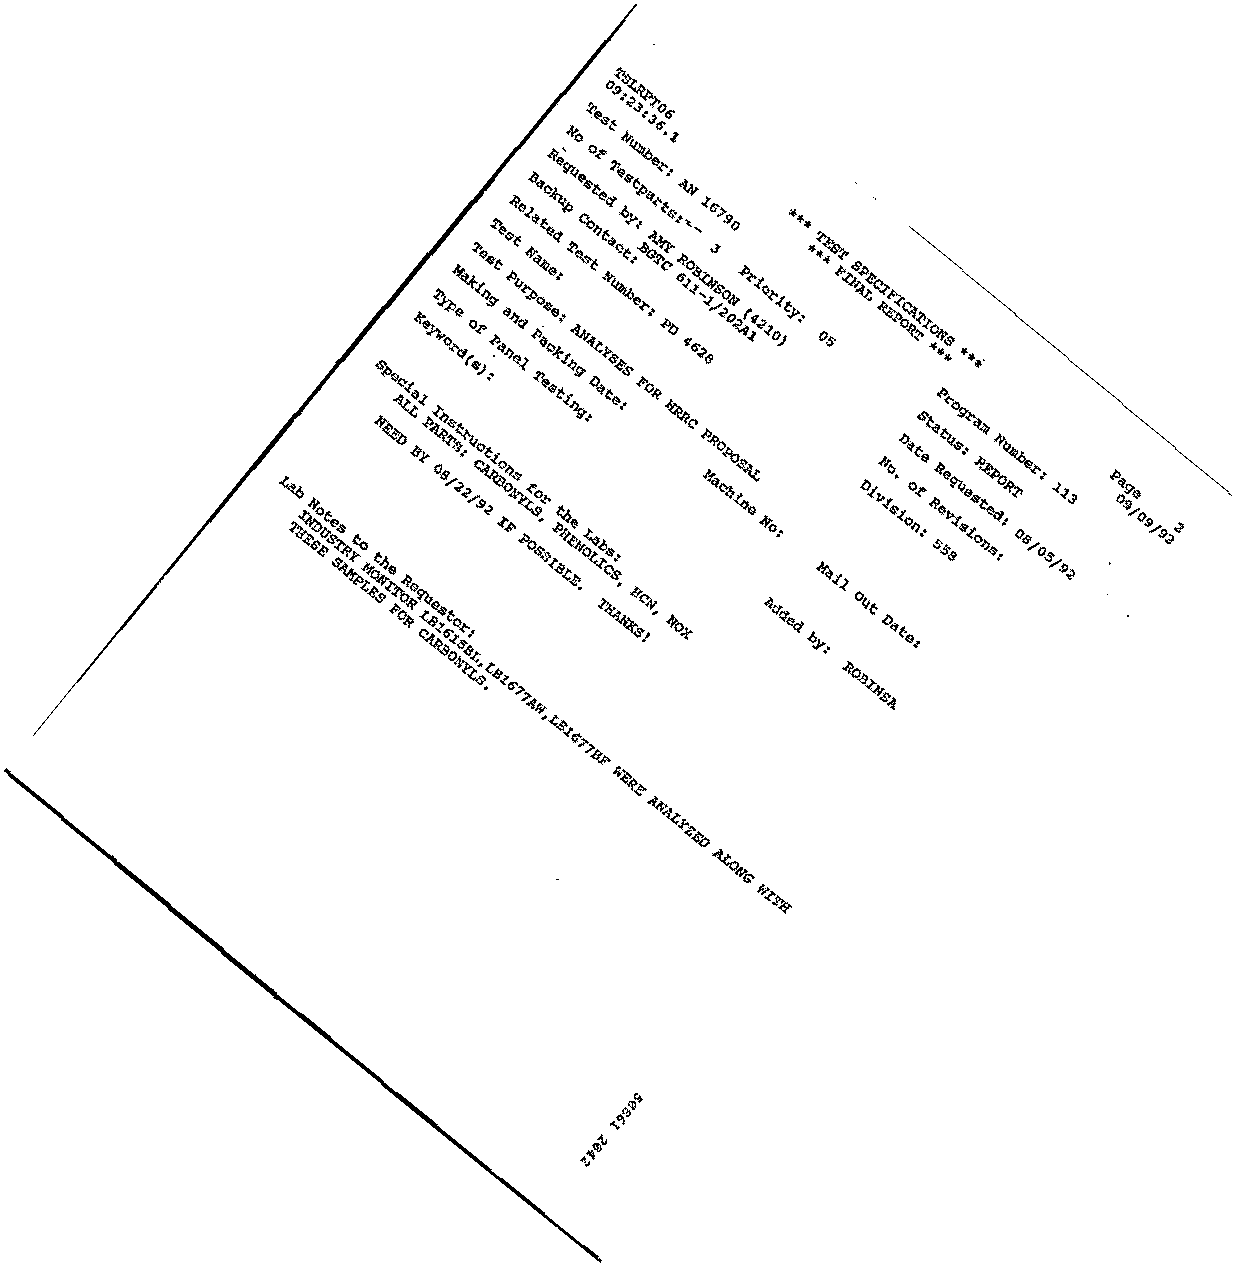 TSLRPT06 *** TEST SPECIFICATIONS *** Page 2
09:23:36.1 *** FINAL REPORT *** 09/09/92
Test Number: AN 16790 Program Number: 113
No of Testparts:-- 3 Priority: 05 Status: REPORT
Requested by: AMY ROBINSON (4210) Date Requested: 08/05/92
BGTC 611-1/202A1
Backup Contact: No. of Revisions:
Related Test Number: PD 4628 Division: 558
Test Name:
Test Purpose: ANALYSES FOR HRRC PROPOSAL
Making and Packing Date: Machine No: Mail Out Date:
Type of Panel Testing: Added by: ROBINSA
Keyword(s):
Special Instructions for the Labs:
ALL PARTS: CARBONYLS, PHENOLICS, HCN, NOX
NEED BY 08/22/92 IF POSSIBLE. THANKS!
Lab Notes to the Requestor:
INDUSTRY MONITOR LB1615BL,LB1677AW,LB1677BF WERE ANALYZED ALONG WISH
THESE SAMPLES FOR CARBONYLS.
50661 2042